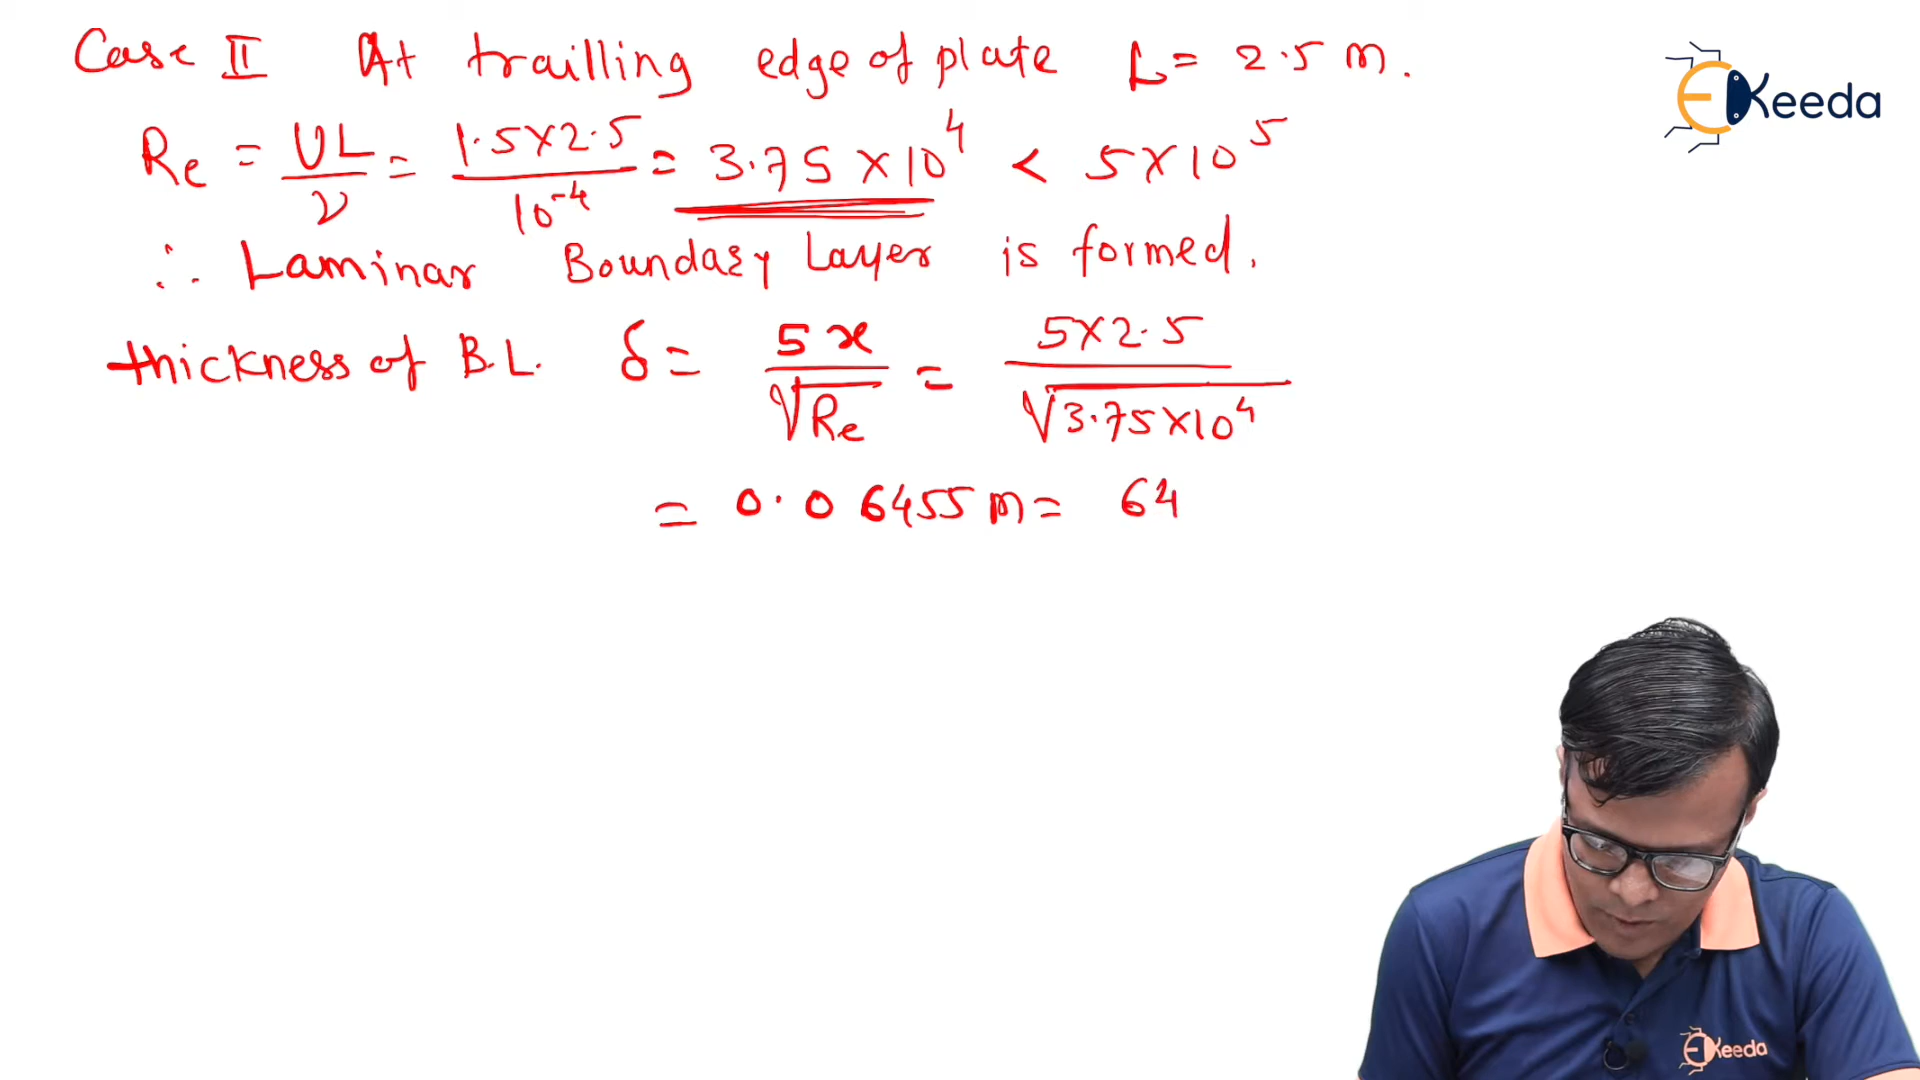 Case II At trailling edge of plate L = 2.5 m.
EKeeda
Re = UL/ν = 1.5×2.5/10⁻⁴ = 3.75×10⁴ < 5×10⁵
∴ Laminar Boundary Layer is formed.
thickness of B.L. δ = 5x/√Re = 5×2.5/√3.75×10⁴
= 0.06455 m = 64
EKeeda